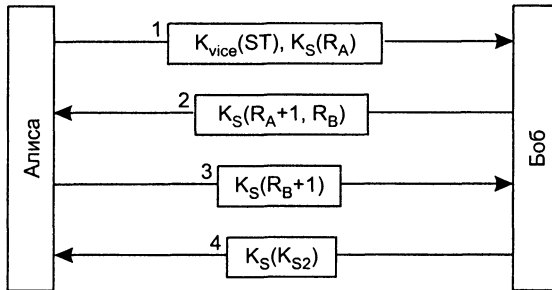 Алиса
1
K_vice(ST), K_S(R_A)
2
K_S(R_A+1, R_B)
3
K_S(R_B+1)
4
K_S(K_S2)
Боб